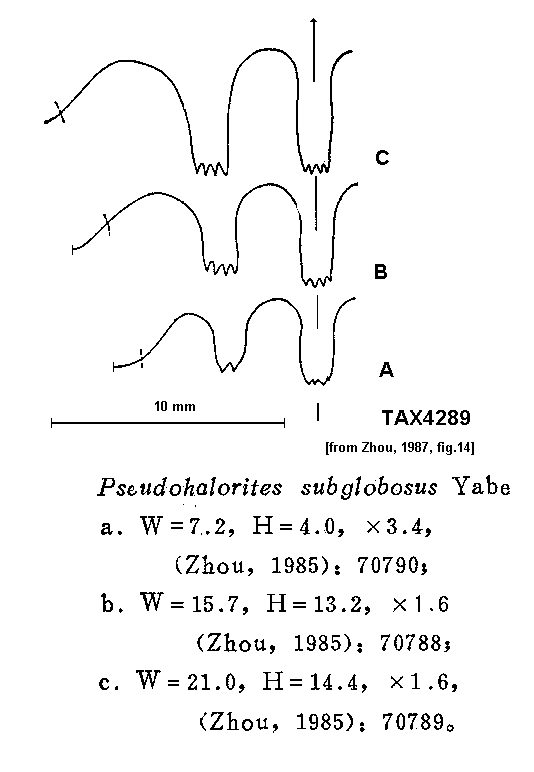 C
B
A
10 mm
TAX4289
[from Zhou, 1987, fig.14]
Pseudohalorites subglobosus Yabe
a. W=7.2, H=4.0, ×3.4,
(Zhou, 1985): 70790;
b. W=15.7, H=13.2, ×1.6
(Zhou, 1985): 70788;
c. W=21.0, H=14.4, ×1.6,
(Zhou, 1985): 70789。